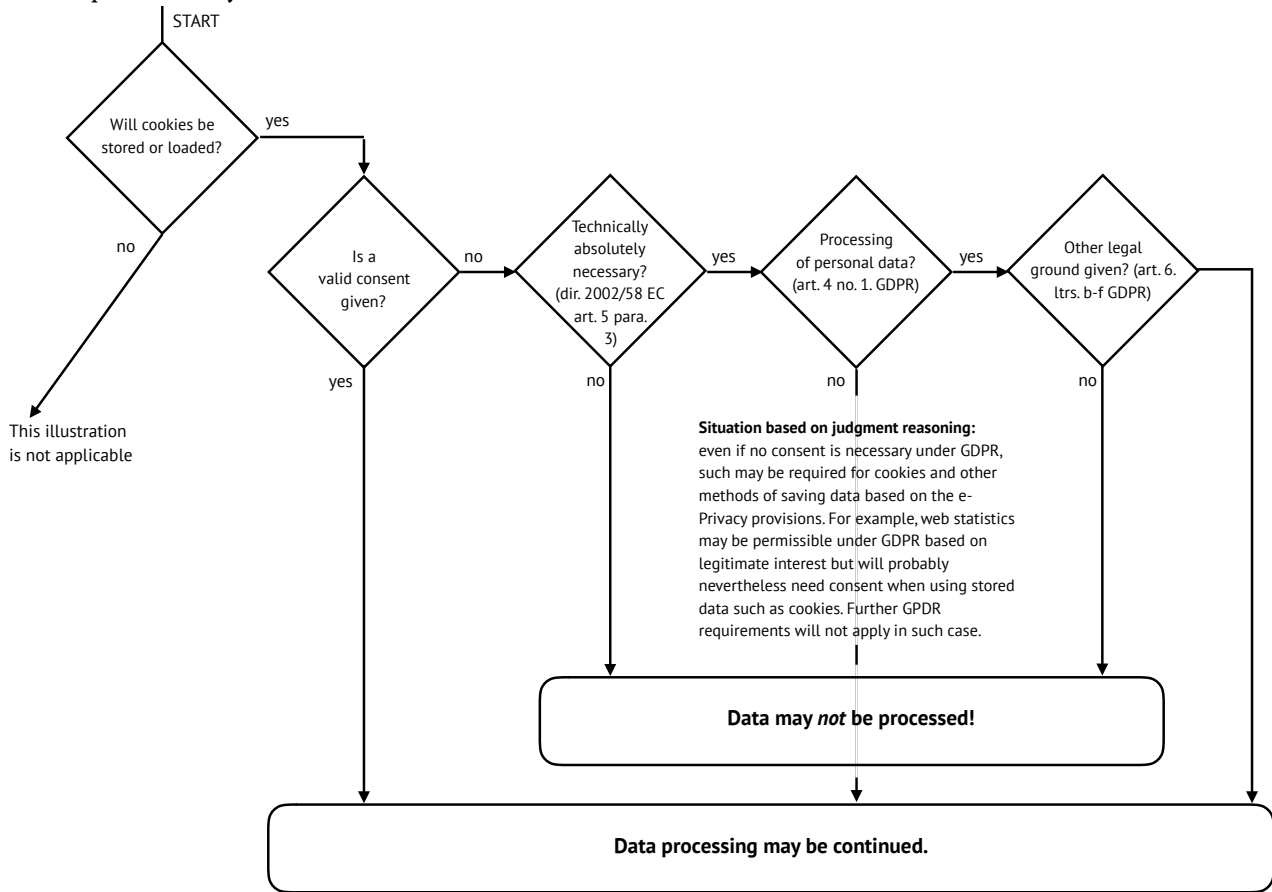 START
Will cookies be
stored or loaded?
yes
no
This illustration
is not applicable
Is a
valid consent
given?
no
yes
Technically
absolutely
necessary?
(dir. 2002/58 EC
art. 5 para.
3)
yes
no
Processing
of personal data?
(art. 4 no. 1. GDPR)
yes
no
Other legal
ground given? (art. 6.
ltrs. b-f GDPR)
no
Situation based on judgment reasoning:
even if no consent is necessary under GDPR,
such may be required for cookies and other
methods of saving data based on the e-
Privacy provisions. For example, web statistics
may be permissible under GDPR based on
legitimate interest but will probably
nevertheless need consent when using stored
data such as cookies. Further GPDR
requirements will not apply in such case.
Data may not be processed!
Data processing may be continued.